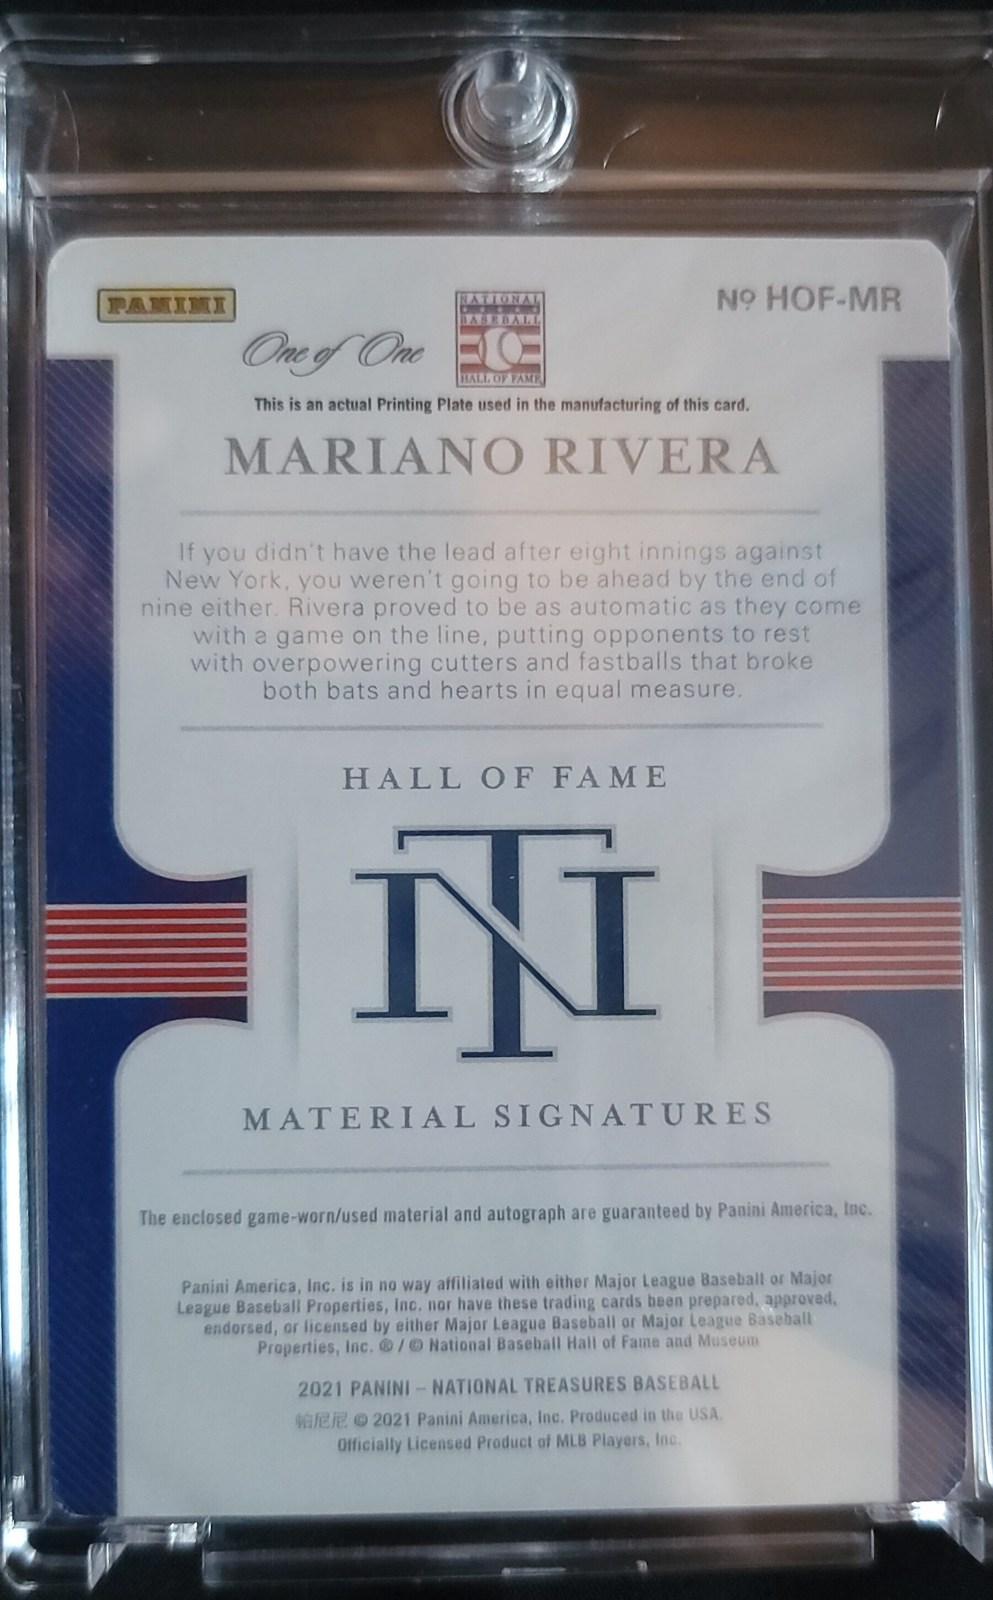 PANINI
Nº HOF-MR
One of One
NATIONAL
BASEBALL
HALL OF FAME
This is an actual Printing Plate used in the manufacturing of this card.
MARIANO RIVERA
If you didn't have the lead after eight innings against
New York, you weren't going to be ahead by the end of
nine either. Rivera proved to be as automatic as they come
with a game on the line, putting opponents to rest
with overpowering cutters and fastballs that broke
both bats and hearts in equal measure.
HALL OF FAME
NT
MATERIAL SIGNATURES
The enclosed game-worn/used material and autograph are guaranteed by Panini America, Inc.
Panini America, Inc. is in no way affiliated with either Major League Baseball or Major
League Baseball Properties, Inc. nor have these trading cards been prepared, approved,
endorsed, or licensed by either Major League Baseball or Major League Baseball
Properties, Inc. ® / © National Baseball Hall of Fame and Museum
2021 PANINI – NATIONAL TREASURES BASEBALL
帕尼尼 © 2021 Panini America, Inc. Produced in the USA.
Officially Licensed Product of MLB Players, Inc.